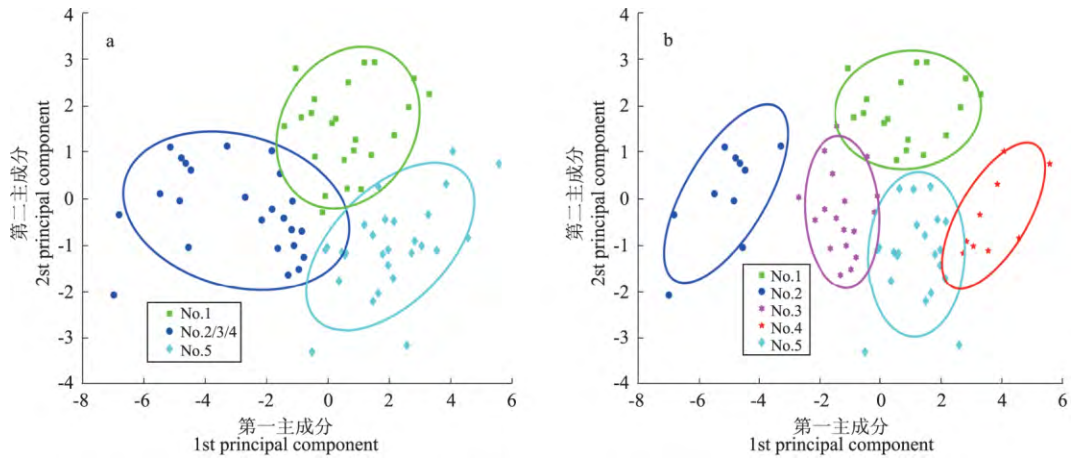 a
4
3
2
1
0
-1
-2
-3
-4
第二主成分
2st principal component
No.1
No.2/3/4
No.5
-8 -6 -4 -2 0 2 4 6
第一主成分
1st principal component
b
4
3
2
1
0
-1
-2
-3
-4
第二主成分
2st principal component
No.1
No.2
No.3
No.4
No.5
-8 -6 -4 -2 0 2 4 6
第一主成分
1st principal component